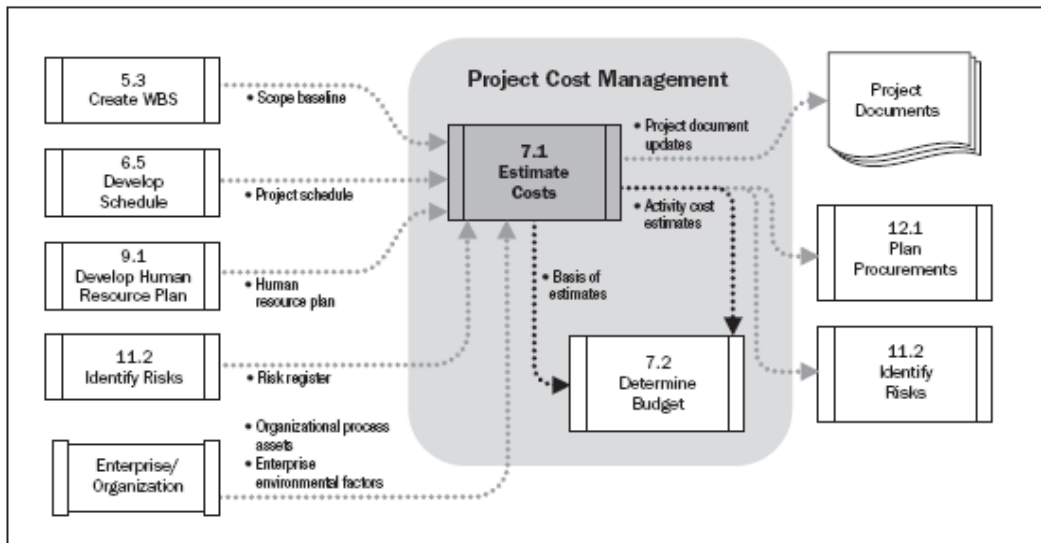 Project Cost Management
5.3
Create WBS
• Scope baseline
6.5
Develop
Schedule
• Project schedule
9.1
Develop Human
Resource Plan
• Human
resource plan
11.2
Identify Risks
• Risk register
Enterprise/
Organization
• Organizational process
assets
• Enterprise
environmental factors
7.1
Estimate
Costs
• Project document
updates
• Activity cost
estimates
• Basis of
estimates
7.2
Determine
Budget
Project
Documents
12.1
Plan
Procurements
11.2
Identify
Risks